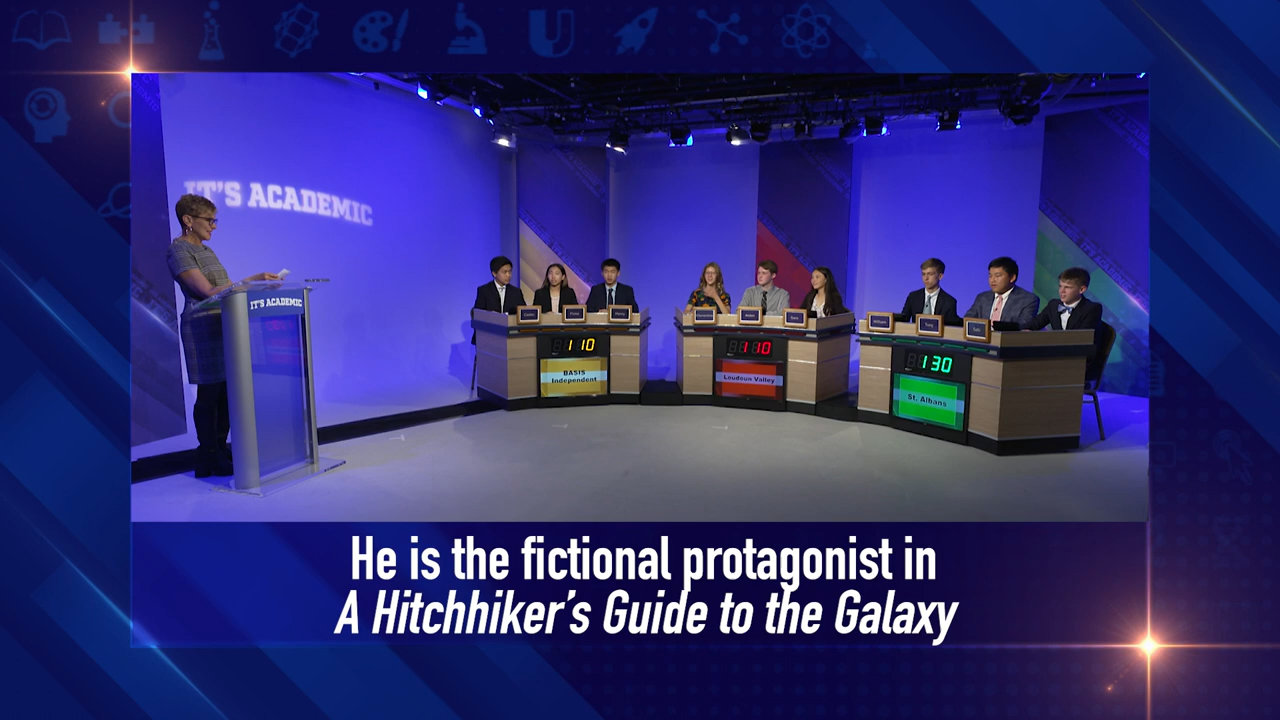 IT'S ACADEMIC
IT'S ACADEMIC
110
BASIS
Independent
110
Loudoun Valley
130
St. Albans
He is the fictional protagonist in
A Hitchhiker's Guide to the Galaxy